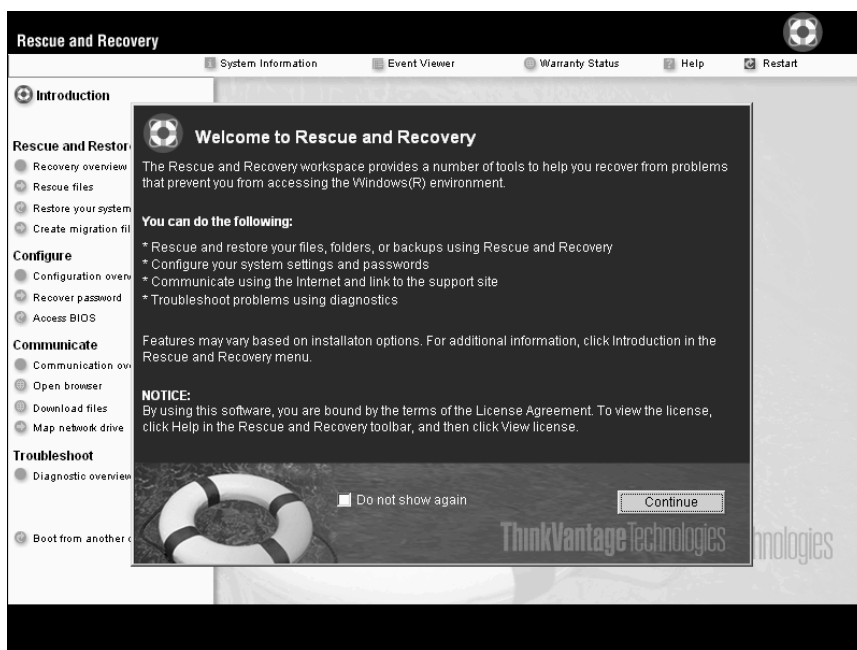 Rescue and Recovery
System Information Event Viewer Warranty Status Help Restart
Introduction
Rescue and Restor
Recovery overview
Rescue files
Restore your system
Create migration fil
Configure
Configuration overv
Recover password
Access BIOS
Communicate
Communication ov
Open browser
Download files
Map network drive
Troubleshoot
Diagnostic overview
Boot from another
Welcome to Rescue and Recovery
The Rescue and Recovery workspace provides a number of tools to help you recover from problems
that prevent you from accessing the Windows(R) environment.
You can do the following:
* Rescue and restore your files, folders, or backups using Rescue and Recovery
* Configure your system settings and passwords
* Communicate using the Internet and link to the support site
* Troubleshoot problems using diagnostics
Features may vary based on installaton options. For additional information, click Introduction in the
Rescue and Recovery menu.
NOTICE:
By using this software, you are bound by the terms of the License Agreement. To view the license,
click Help in the Rescue and Recovery toolbar, and then click View license.
Do not show again
Continue
ThinkVantage Technologies
hnologies